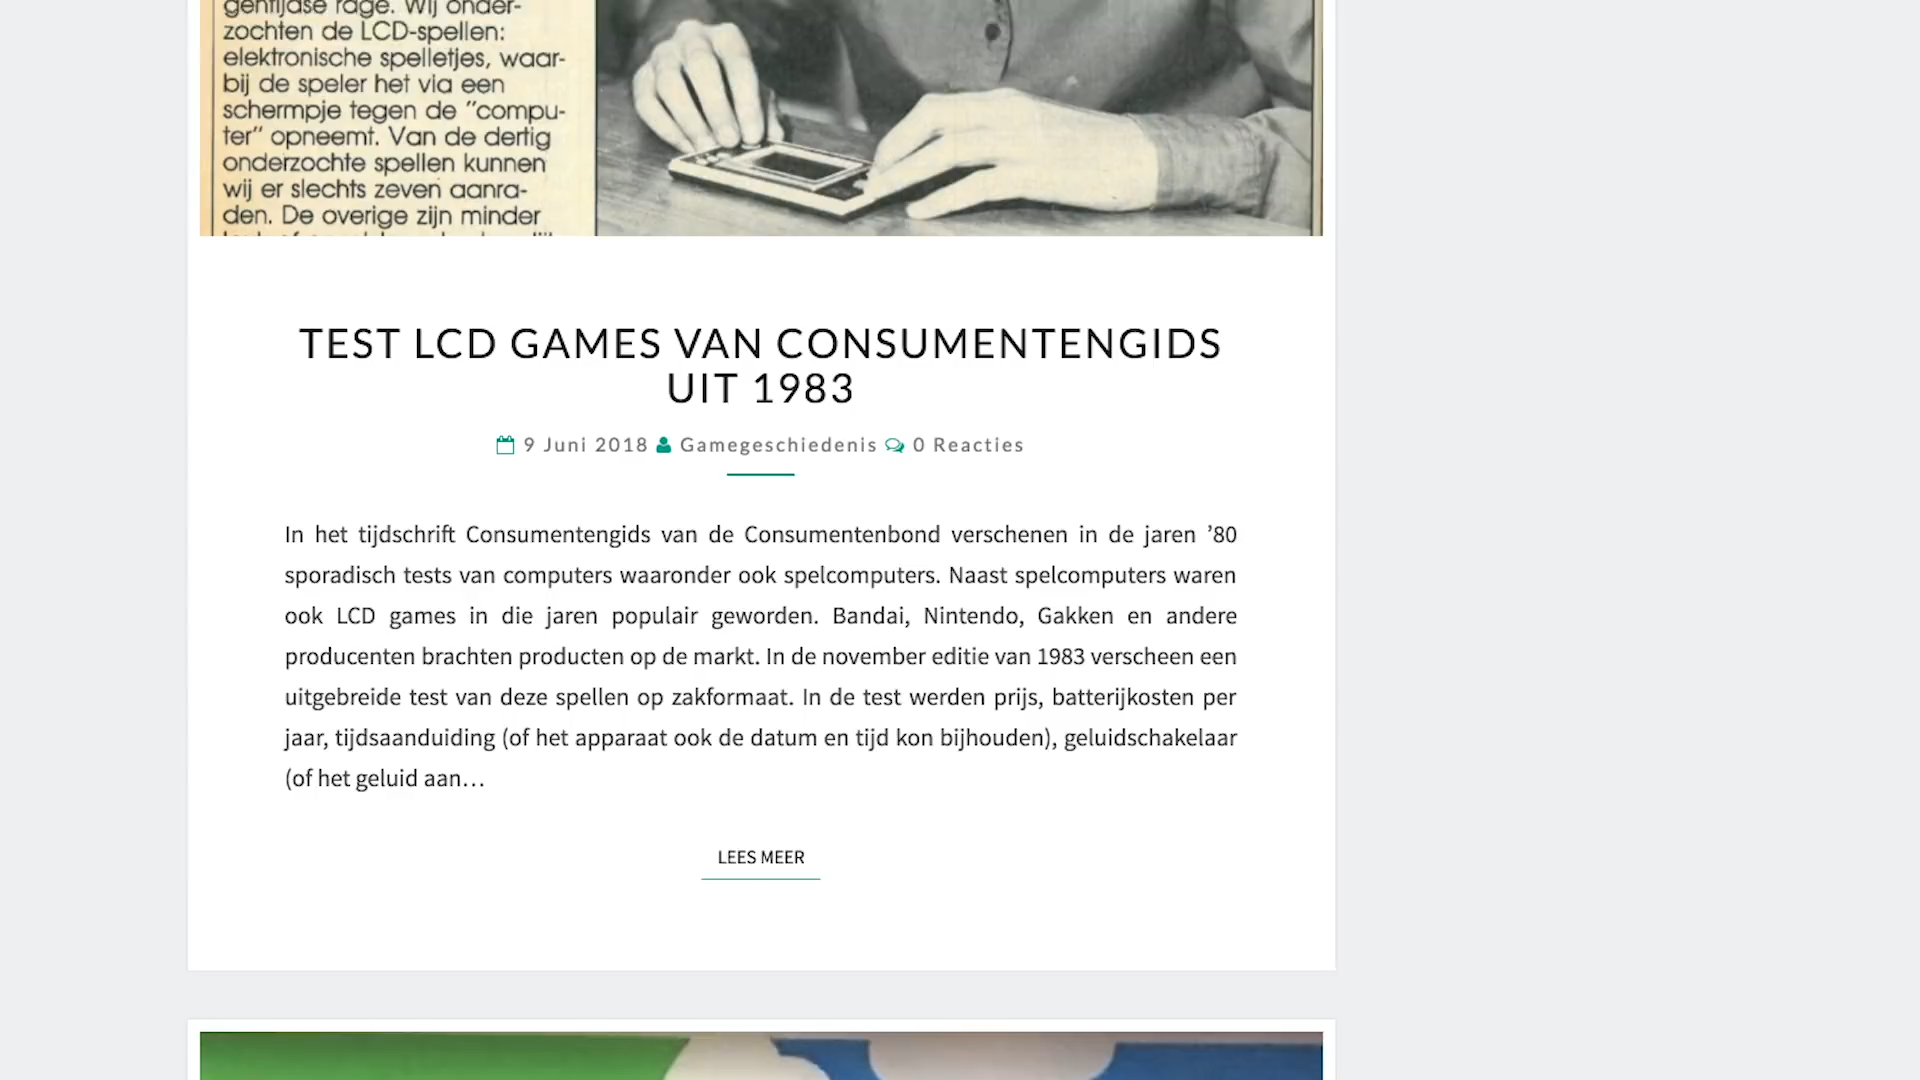 gentijdse rage. Wij onder-
zochten de LCD-spellen:
elektronische spelletjes, waar-
bij de speler het via een
schermpje tegen de "compu-
ter" opneemt. Van de dertig
onderzochte spellen kunnen
wij er slechts zeven aanra-
den. De overige zijn minder
TEST LCD GAMES VAN CONSUMENTENGIDS
UIT 1983
9 Juni 2018 Gamegeschiedenis 0 Reacties
In het tijdschrift Consumentengids van de Consumentenbond verschenen in de jaren ’80
sporadisch tests van computers waaronder ook spelcomputers. Naast spelcomputers waren
ook LCD games in die jaren populair geworden. Bandai, Nintendo, Gakken en andere
producenten brachten producten op de markt. In de november editie van 1983 verscheen een
uitgebreide test van deze spellen op zakformaat. In de test werden prijs, batterijkosten per
jaar, tijdsaanduiding (of het apparaat ook de datum en tijd kon bijhouden), geluidschakelaar
(of het geluid aan…
LEES MEER